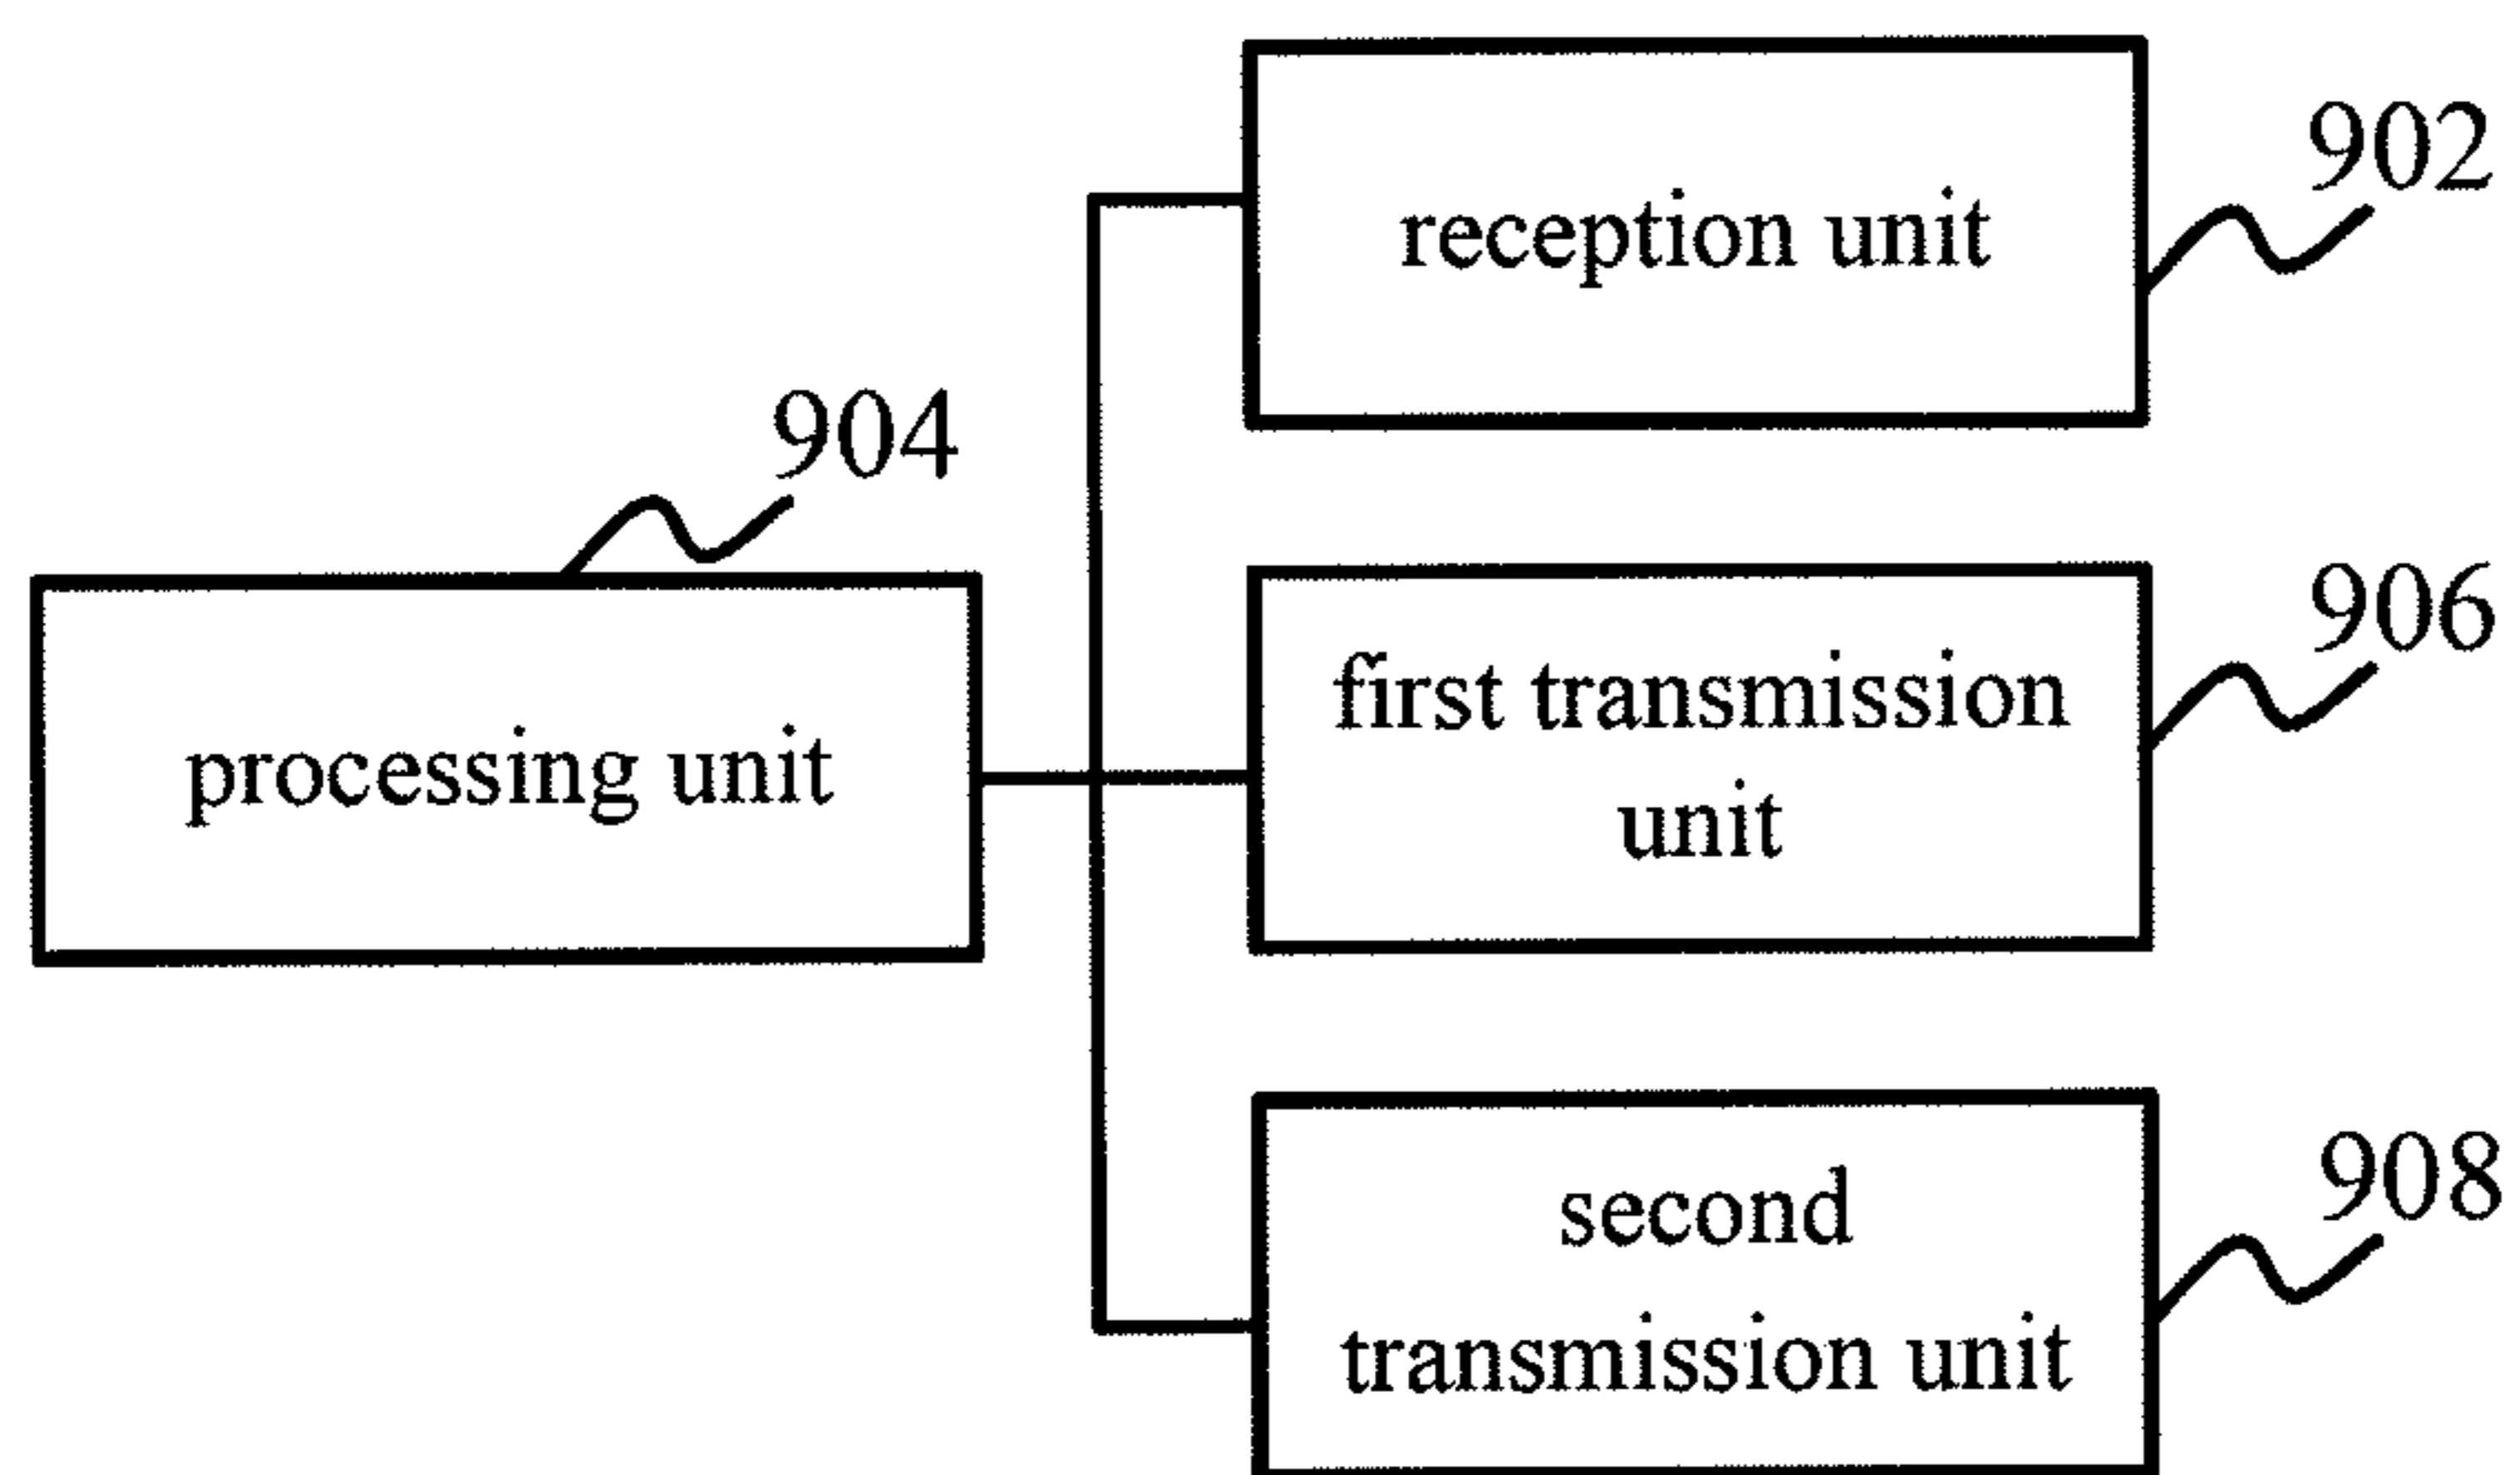 902
reception unit
904
processing unit
906
first transmission
unit
908
second
transmission unit